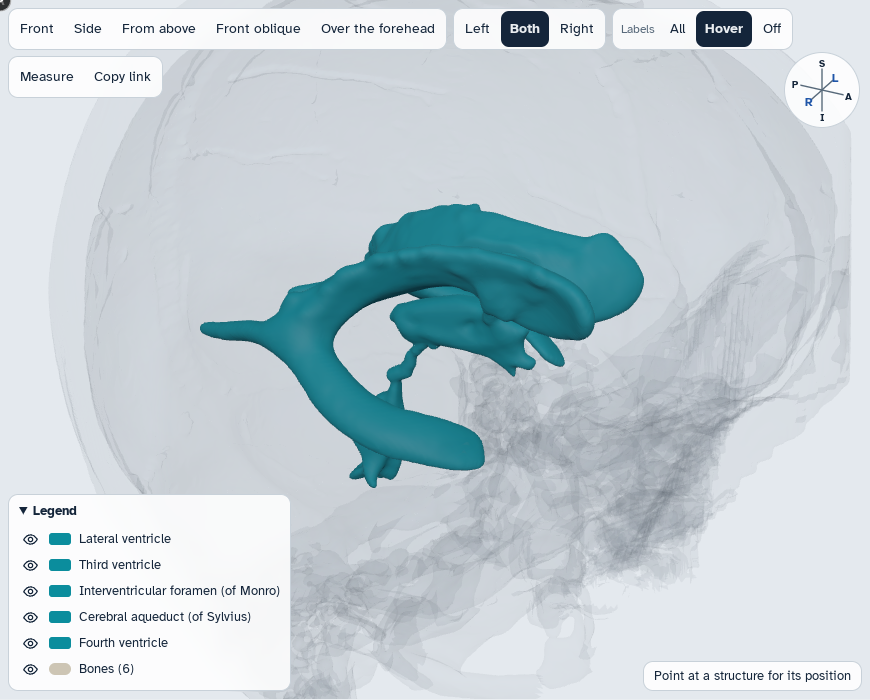 Front Side From above Front oblique Over the forehead Left Both Right Labels All Hover Off
Measure Copy link
S
P L
R A
I
▼ Legend
Lateral ventricle
Third ventricle
Interventricular foramen (of Monro)
Cerebral aqueduct (of Sylvius)
Fourth ventricle
Bones (6)
Point at a structure for its position